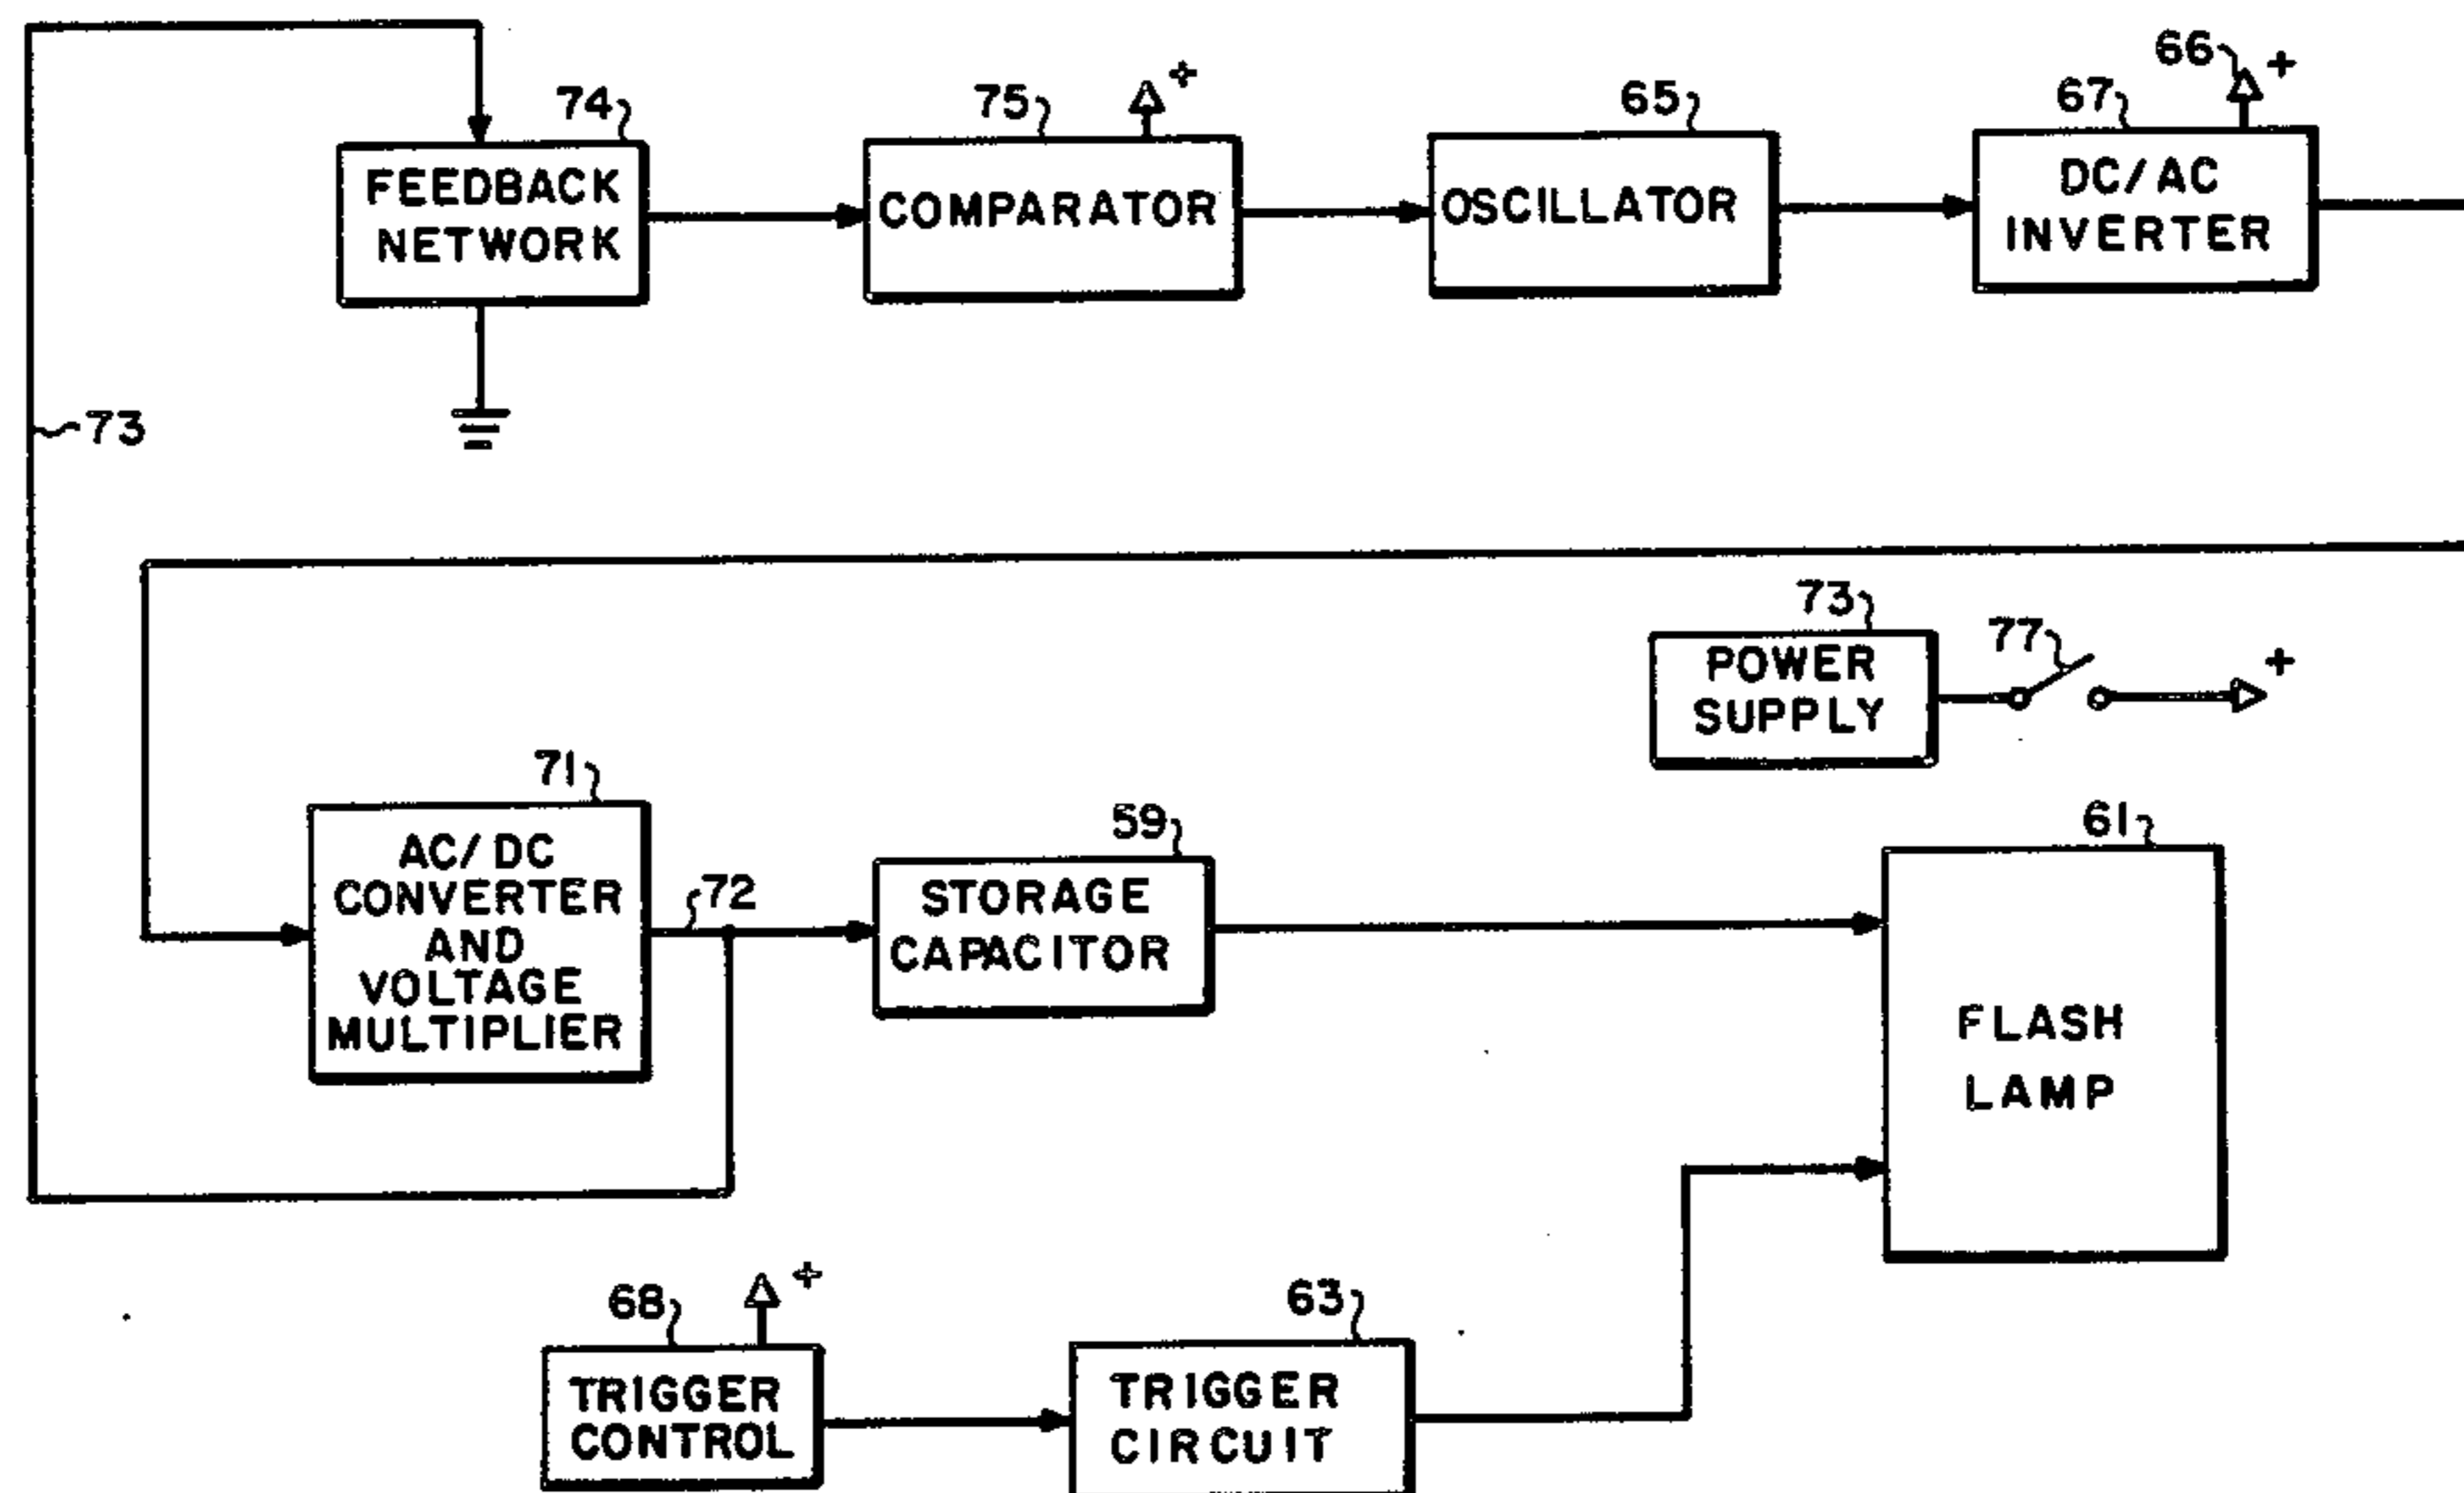 74
FEEDBACK
NETWORK
75
+
COMPARATOR
65
OSCILLATOR
66
+
67
DC/AC
INVERTER
73
73
POWER
SUPPLY
77
+
71
AC/DC
CONVERTER
AND
VOLTAGE
MULTIPLIER
72
59
STORAGE
CAPACITOR
61
FLASH
LAMP
68
+
TRIGGER
CONTROL
63
TRIGGER
CIRCUIT